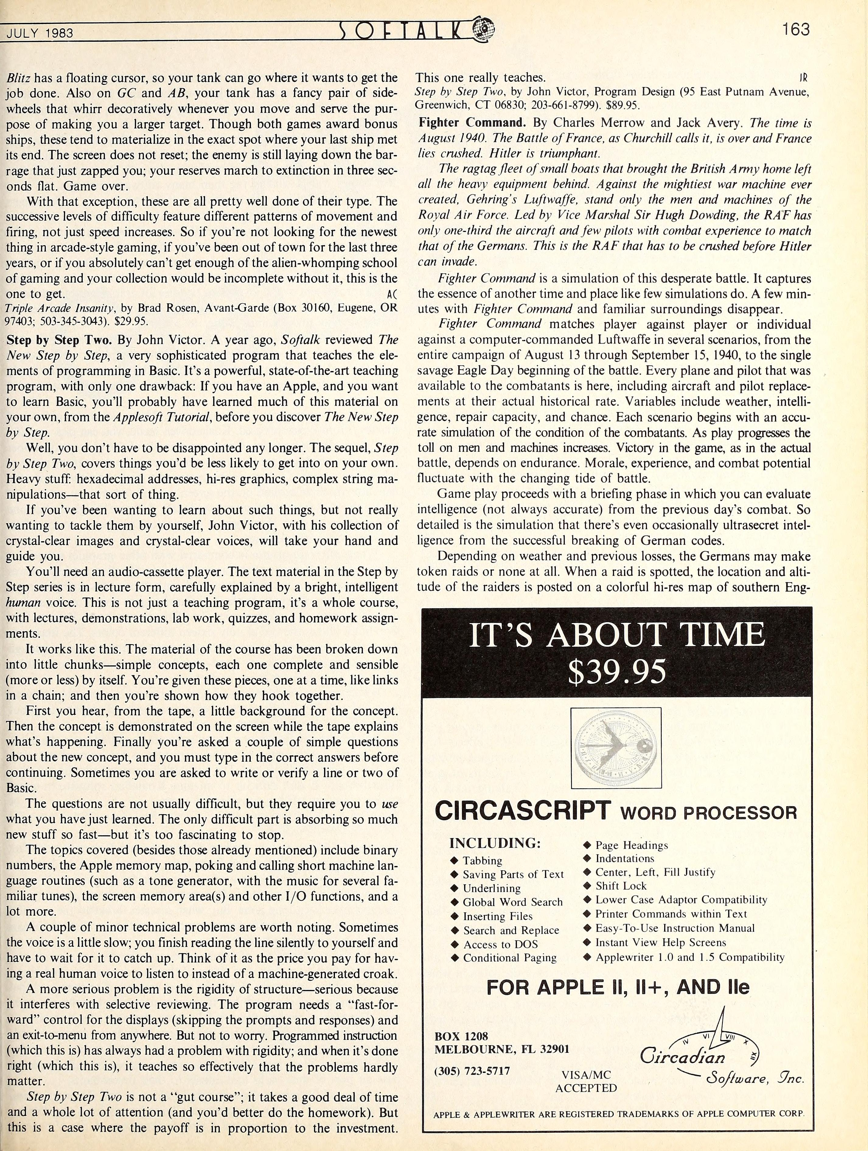 JULY 1983
SOFTALK
163
Blitz has a floating cursor, so your tank can go where it wants to get the
job done. Also on GC and AB, your tank has a fancy pair of side-
wheels that whirr decoratively whenever you move and serve the pur-
pose of making you a larger target. Though both games award bonus
ships, these tend to materialize in the exact spot where your last ship met
its end. The screen does not reset; the enemy is still laying down the bar-
rage that just zapped you; your reserves march to extinction in three sec-
onds flat. Game over.
With that exception, these are all pretty well done of their type. The
successive levels of difficulty feature different patterns of movement and
firing, not just speed increases. So if you're not looking for the newest
thing in arcade-style gaming, if you've been out of town for the last three
years, or if you absolutely can't get enough of the alien-whomping school
of gaming and your collection would be incomplete without it, this is the
one to get. AC
Triple Arcade Insanity, by Brad Rosen, Avant-Garde (Box 30160, Eugene, OR
97403; 503-345-3043). $29.95.
Step by Step Two. By John Victor. A year ago, Softalk reviewed The
New Step by Step, a very sophisticated program that teaches the ele-
ments of programming in Basic. It's a powerful, state-of-the-art teaching
program, with only one drawback: If you have an Apple, and you want
to learn Basic, you'll probably have learned much of this material on
your own, from the Applesoft Tutorial, before you discover The New Step
by Step.
Well, you don't have to be disappointed any longer. The sequel, Step
by Step Two, covers things you'd be less likely to get into on your own.
Heavy stuff: hexadecimal addresses, hi-res graphics, complex string ma-
nipulations—that sort of thing.
If you've been wanting to learn about such things, but not really
wanting to tackle them by yourself, John Victor, with his collection of
crystal-clear images and crystal-clear voices, will take your hand and
guide you.
You'll need an audio-cassette player. The text material in the Step by
Step series is in lecture form, carefully explained by a bright, intelligent
human voice. This is not just a teaching program, it's a whole course,
with lectures, demonstrations, lab work, quizzes, and homework assign-
ments.
It works like this. The material of the course has been broken down
into little chunks—simple concepts, each one complete and sensible
(more or less) by itself. You're given these pieces, one at a time, like links
in a chain; and then you're shown how they hook together.
First you hear, from the tape, a little background for the concept.
Then the concept is demonstrated on the screen while the tape explains
what's happening. Finally you're asked a couple of simple questions
about the new concept, and you must type in the correct answers before
continuing. Sometimes you are asked to write or verify a line or two of
Basic.
The questions are not usually difficult, but they require you to use
what you have just learned. The only difficult part is absorbing so much
new stuff so fast—but it's too fascinating to stop.
The topics covered (besides those already mentioned) include binary
numbers, the Apple memory map, poking and calling short machine lan-
guage routines (such as a tone generator, with the music for several fa-
miliar tunes), the screen memory area(s) and other I/O functions, and a
lot more.
A couple of minor technical problems are worth noting. Sometimes
the voice is a little slow; you finish reading the line silently to yourself and
have to wait for it to catch up. Think of it as the price you pay for hav-
ing a real human voice to listen to instead of a machine-generated croak.
A more serious problem is the rigidity of structure—serious because
it interferes with selective reviewing. The program needs a "fast-for-
ward" control for the displays (skipping the prompts and responses) and
an exit-to-menu from anywhere. But not to worry. Programmed instruction
(which this is) has always had a problem with rigidity; and when it's done
right (which this is), it teaches so effectively that the problems hardly
matter.
Step by Step Two is not a "gut course"; it takes a good deal of time
and a whole lot of attention (and you'd better do the homework). But
this is a case where the payoff is in proportion to the investment.
This one really teaches. JR
Step by Step Two, by John Victor, Program Design (95 East Putnam Avenue,
Greenwich, CT 06830; 203-661-8799). $89.95.
Fighter Command. By Charles Merrow and Jack Avery. The time is
August 1940. The Battle of France, as Churchill calls it, is over and France
lies crushed. Hitler is triumphant.
The ragtag fleet of small boats that brought the British Army home left
all the heavy equipment behind. Against the mightiest war machine ever
created, Gehring's Luftwaffe, stand only the men and machines of the
Royal Air Force. Led by Vice Marshal Sir Hugh Dowding, the RAF has
only one-third the aircraft and few pilots with combat experience to match
that of the Germans. This is the RAF that has to be crushed before Hitler
can invade.
Fighter Command is a simulation of this desperate battle. It captures
the essence of another time and place like few simulations do. A few min-
utes with Fighter Command and familiar surroundings disappear.
Fighter Command matches player against player or individual
against a computer-commanded Luftwaffe in several scenarios, from the
entire campaign of August 13 through September 15, 1940, to the single
savage Eagle Day beginning of the battle. Every plane and pilot that was
available to the combatants is here, including aircraft and pilot replace-
ments at their actual historical rate. Variables include weather, intelli-
gence, repair capacity, and chance. Each scenario begins with an accu-
rate simulation of the condition of the combatants. As play progresses the
toll on men and machines increases. Victory in the game, as in the actual
battle, depends on endurance. Morale, experience, and combat potential
fluctuate with the changing tide of battle.
Game play proceeds with a briefing phase in which you can evaluate
intelligence (not always accurate) from the previous day's combat. So
detailed is the simulation that there's even occasionally ultrasecret intel-
ligence from the successful breaking of German codes.
Depending on weather and previous losses, the Germans may make
token raids or none at all. When a raid is spotted, the location and alti-
tude of the raiders is posted on a colorful hi-res map of southern Eng-
IT'S ABOUT TIME
$39.95
CIRCASCRIPT WORD PROCESSOR
INCLUDING:
◆ Tabbing
◆ Saving Parts of Text
◆ Underlining
◆ Global Word Search
◆ Inserting Files
◆ Search and Replace
◆ Access to DOS
◆ Conditional Paging
◆ Page Headings
◆ Indentations
◆ Center, Left, Fill Justify
◆ Shift Lock
◆ Lower Case Adaptor Compatibility
◆ Printer Commands within Text
◆ Easy-To-Use Instruction Manual
◆ Instant View Help Screens
◆ Applewriter 1.0 and 1.5 Compatibility
FOR APPLE II, II+, AND IIe
BOX 1208
MELBOURNE, FL 32901
(305) 723-5717
VISA/MC
ACCEPTED
IV VI VIII X
Circadian
Software, Inc.
APPLE & APPLEWRITER ARE REGISTERED TRADEMARKS OF APPLE COMPUTER CORP.